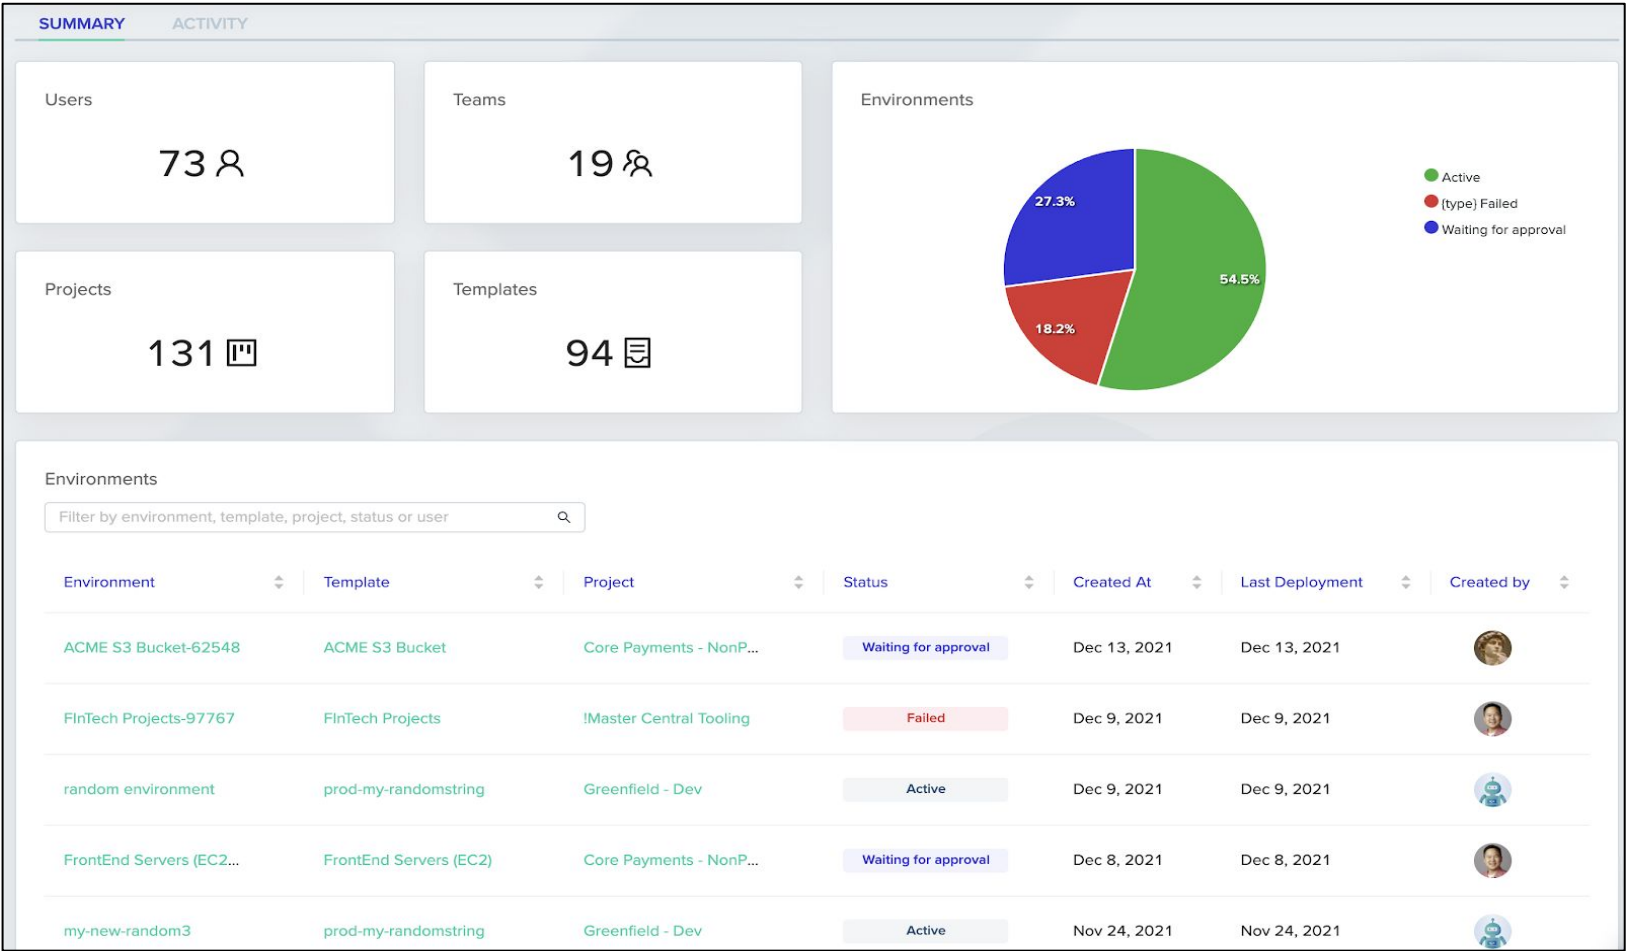 SUMMARY ACTIVITY
Users
73
Teams
19
Projects
131
Templates
94
Environments
27.3%
54.5%
18.2%
Active
{type} Failed
Waiting for approval
Environments
Filter by environment, template, project, status or user
Environment Template Project Status Created At Last Deployment Created by
ACME S3 Bucket-62548 ACME S3 Bucket Core Payments - NonP... Waiting for approval Dec 13, 2021 Dec 13, 2021
FInTech Projects-97767 FInTech Projects !Master Central Tooling Failed Dec 9, 2021 Dec 9, 2021
random environment prod-my-randomstring Greenfield - Dev Active Dec 9, 2021 Dec 9, 2021
FrontEnd Servers (EC2... FrontEnd Servers (EC2) Core Payments - NonP... Waiting for approval Dec 8, 2021 Dec 8, 2021
my-new-random3 prod-my-randomstring Greenfield - Dev Active Nov 24, 2021 Nov 24, 2021